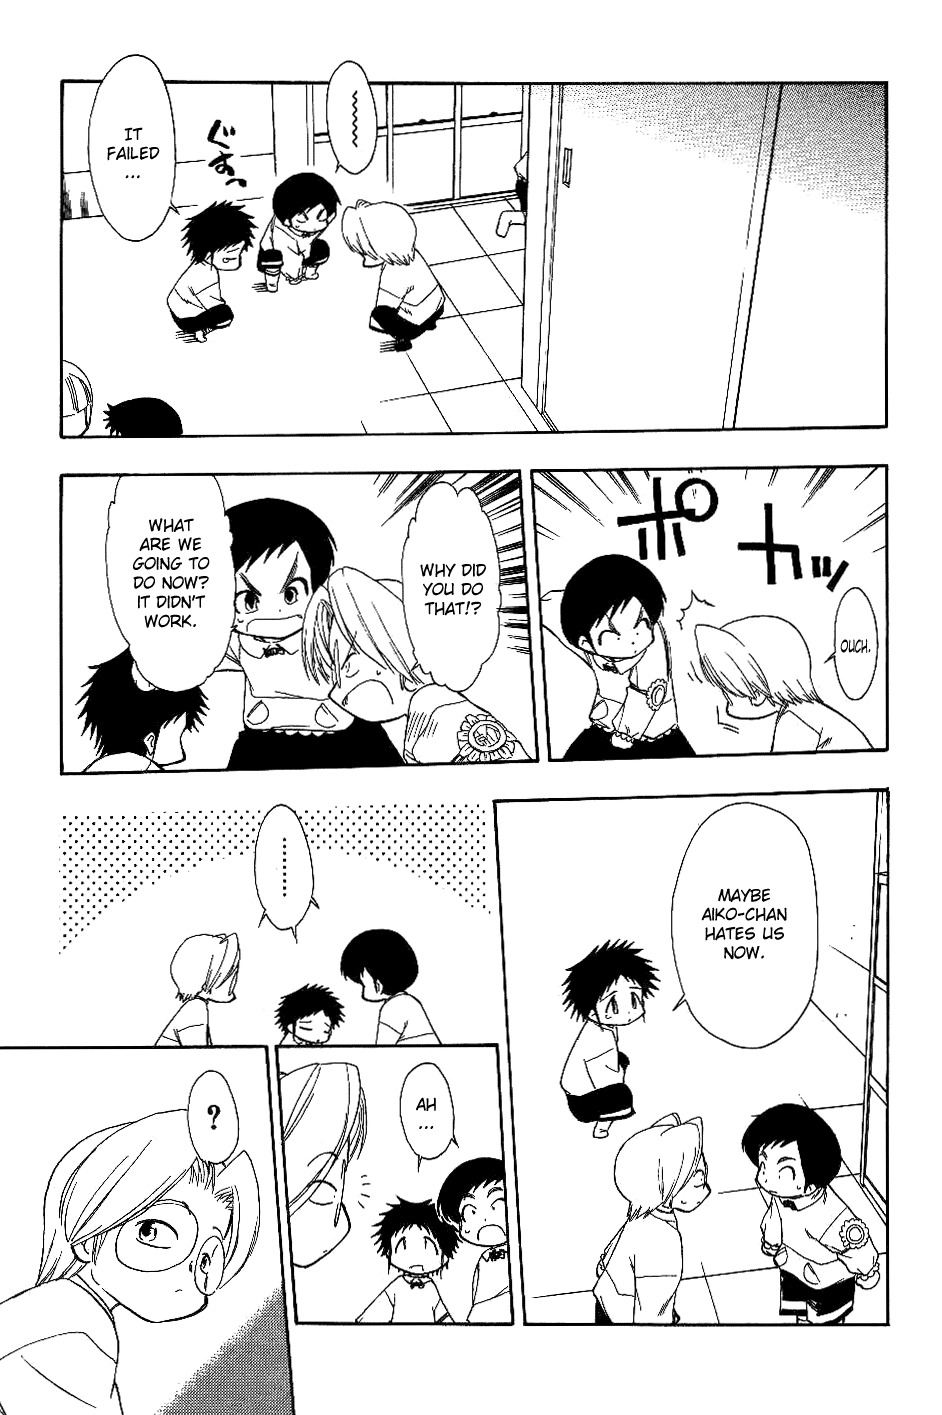 IT
FAILED
...
ぐすっ
WHY DID
YOU DO
THAT!?
WHAT
ARE WE
GOING TO
DO NOW?
IT DIDN'T
WORK.
ポカッ
OUCH.
MAYBE
AIKO-CHAN
HATES US
NOW.
........
AH
...
?